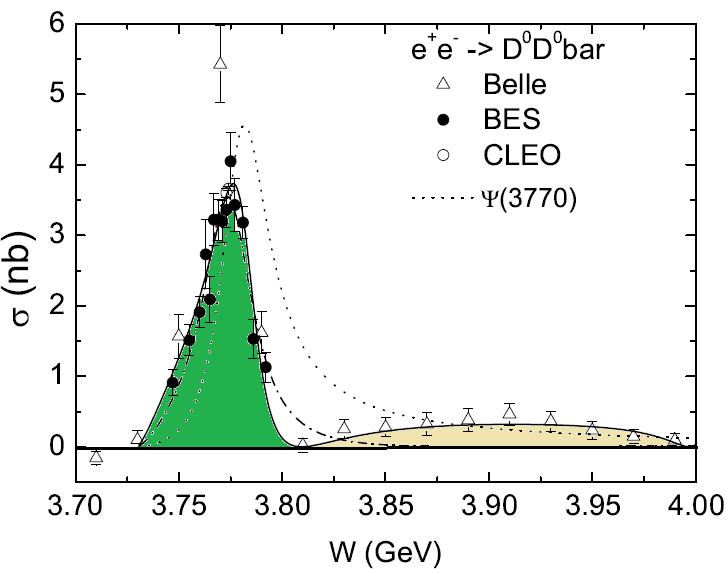 6
5
4
3
2
1
0
σ (nb)
e+e- -> D0D0bar
Belle
BES
CLEO
Ψ(3770)
3.70 3.75 3.80 3.85 3.90 3.95 4.00
W (GeV)